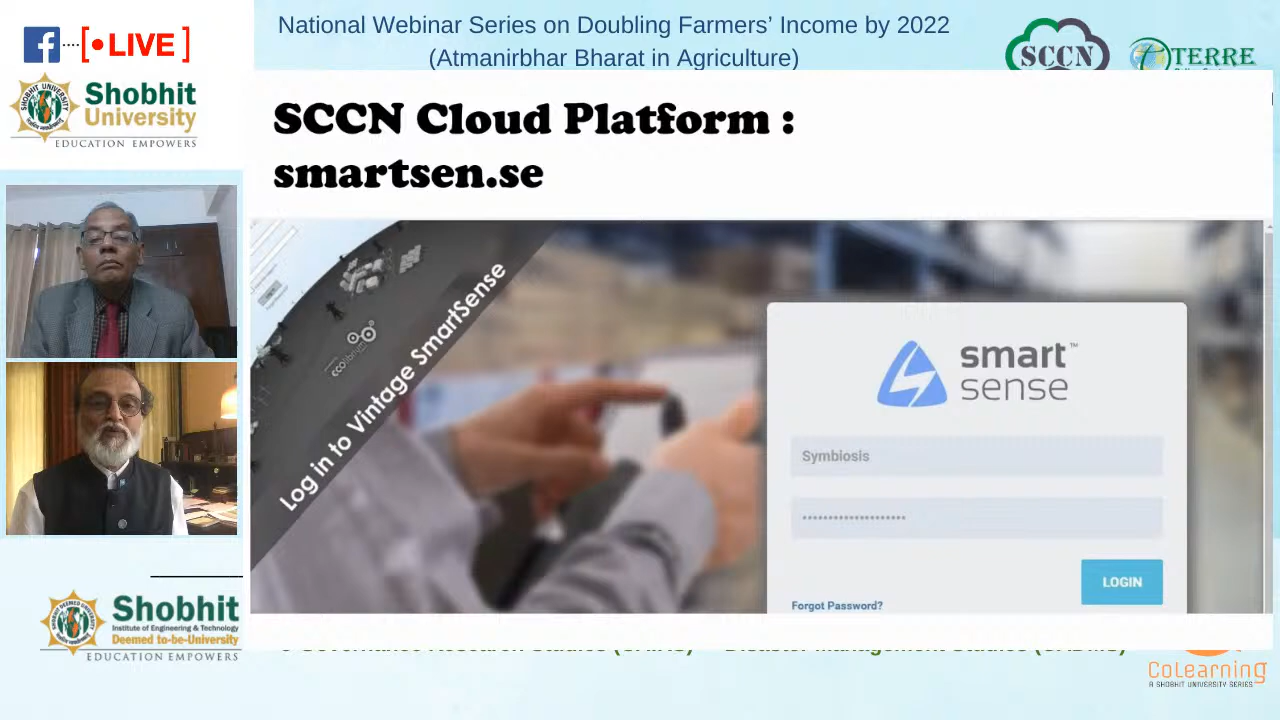 National Webinar Series on Doubling Farmers’ Income by 2022
(Atmanirbhar Bharat in Agriculture)
LIVE
SCCN
TERRE
Shobhit
University
EDUCATION EMPOWERS
SCCN Cloud Platform :
smartsen.se
Log in to Vintage SmartSense
ecolibrium
smart™
sense
Symbiosis
••••••••••••••••••••
LOGIN
Forgot Password?
Shobhit
Institute of Engineering & Technology
Deemed to-be-University
EDUCATION EMPOWERS
CoLearning
A SHOBHIT UNIVERSITY SERIES